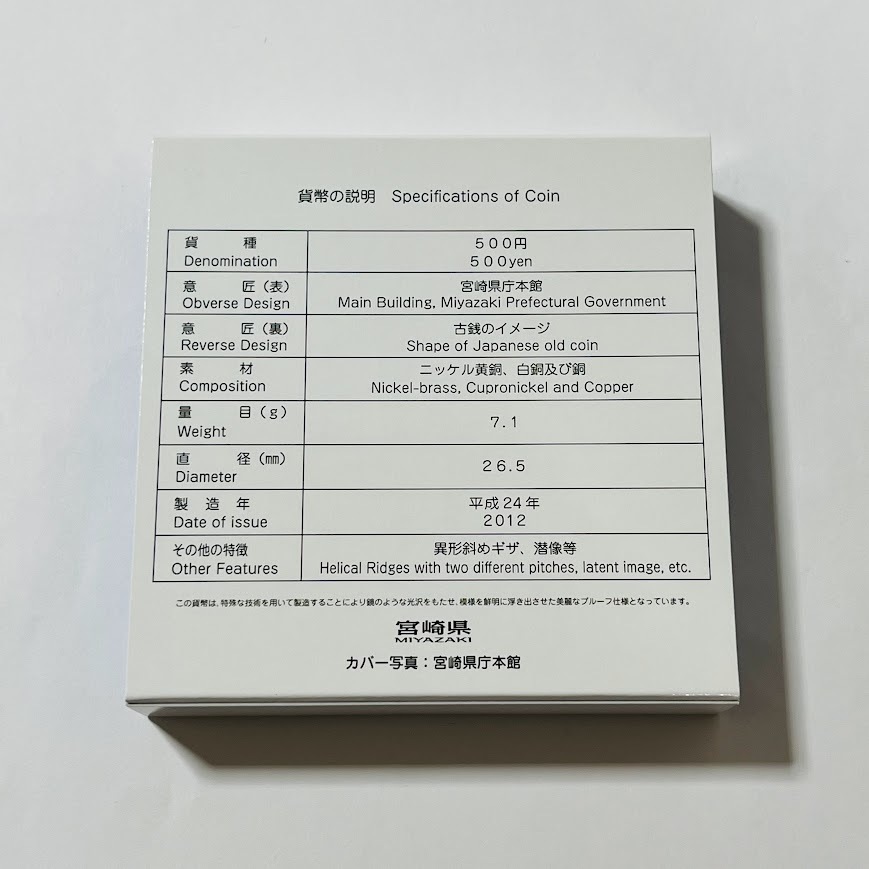 貨幣の説明 Specifications of Coin
貨種
Denomination
５００円
５００yen
意匠（表）
Obverse Design
宮崎県庁本館
Main Building, Miyazaki Prefectural Government
意匠（裏）
Reverse Design
古銭のイメージ
Shape of Japanese old coin
素材
Composition
ニッケル黄銅、白銅及び銅
Nickel-brass, Cupronickel and Copper
量目（g）
Weight
７.１
直径（㎜）
Diameter
２６.５
製造年
Date of issue
平成２４年
２０１２
その他の特徴
Other Features
異形斜めギザ、潜像等
Helical Ridges with two different pitches, latent image, etc.
この貨幣は、特殊な技術を用いて製造することにより鏡のような光沢をもたせ、模様を鮮明に浮き出させた美麗なプルーフ仕様となっています。
宮崎県
MIYAZAKI
カバー写真：宮崎県庁本館